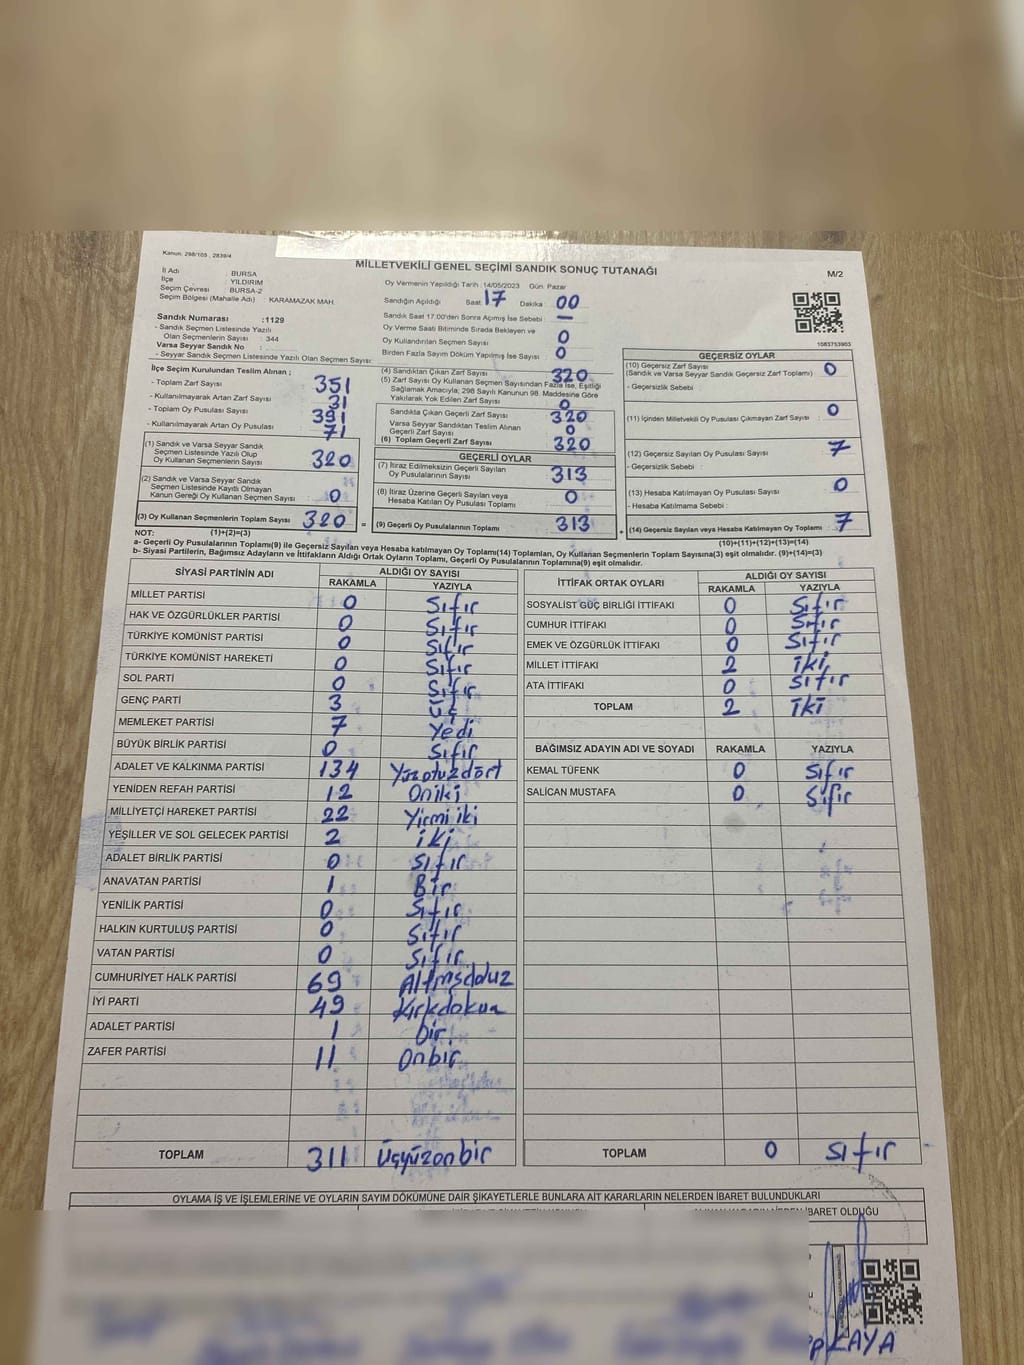 Kanun: 298/105 , 2839/4
MİLLETVEKİLİ GENEL SEÇİMİ SANDIK SONUÇ TUTANAĞI
M/2
İl Adı : BURSA
İlçe : YILDIRIM
Seçim Çevresi : BURSA-2
Seçim Bölgesi (Mahalle Adı) : KARAMAZAK MAH.
Sandık Numarası :1129
- Sandık Seçmen Listesinde Yazılı
Olan Seçmenlerin Sayısı : 344
Varsa Seyyar Sandık No :
- Seyyar Sandık Seçmen Listesinde Yazılı Olan Seçmen Sayısı:
Oy Vermenin Yapıldığı Tarih :14/05/2023 Gün: Pazar
Sandığın Açıldığı Saat 17 Dakika 00
Sandık Saat 17.00'den Sonra Açımış İse Sebebi : —
Oy Verme Saati Bitiminde Sırada Bekleyen ve
Oy Kullandırılan Seçmen Sayısı : 0
Birden Fazla Sayım Döküm Yapılmış İse Sayısı : 0
1083753903
İlçe Seçim Kurulundan Teslim Alınan ;
- Toplam Zarf Sayısı : 351
- Kullanılmayarak Artan Zarf Sayısı : 31
- Toplam Oy Pusulası Sayısı : 391
- Kullanılmayarak Artan Oy Pusulası : 71
(1) Sandık ve Varsa Seyyar Sandık
Seçmen Listesinde Yazılı Olup
Oy Kullanan Seçmenlerin Sayısı : 320
(2) Sandık ve Varsa Seyyar Sandık
Seçmen Listesinde Kayıtlı Olmayan
Kanun Gereği Oy Kullanan Seçmen Sayısı : 0
(3) Oy Kullanan Seçmenlerin Toplam Sayısı : 320 =
(1)+(2)=(3)
(4) Sandıktan Çıkan Zarf Sayısı : 320
(5) Zarf Sayısı Oy Kullanan Seçmen Sayısından Fazla İse, Eşitliği
Sağlamak Amacıyla; 298 Sayılı Kanunun 98. Maddesine Göre
Yakılarak Yok Edilen Zarf Sayısı : 0
Sandıkta Çıkan Geçerli Zarf Sayısı : 320
Varsa Seyyar Sandıktan Teslim Alınan
Geçerli Zarf Sayısı : 0
(6) Toplam Geçerli Zarf Sayısı : 320
GEÇERLİ OYLAR
(7) İtiraz Edilmeksizin Geçerli Sayılan
Oy Pusulalarının Sayısı : 313
(8) İtiraz Üzerine Geçerli Sayılan veya
Hesaba Katılan Oy Pusulası Toplamı : 0
(9) Geçerli Oy Pusulalarının Toplamı : 313 +
GEÇERSİZ OYLAR
(10) Geçersiz Zarf Sayısı
(Sandık ve Varsa Seyyar Sandık Geçersiz Zarf Toplamı) : 0
- Geçersizlik Sebebi :
(11) İçinden Milletvekili Oy Pusulası Çıkmayan Zarf Sayısı : 0
(12) Geçersiz Sayılan Oy Pusulası Sayısı : 7
- Geçersizlik Sebebi :
(13) Hesaba Katılmayan Oy Pusulası Sayısı : 0
- Hesaba Katılmama Sebebi :
(14) Geçersiz Sayılan veya Hesaba Katılmayan Oy Toplamı : 7
(10)+(11)+(12)+(13)=(14)
NOT:
a- Geçerli Oy Pusulalarının Toplamı(9) ile Geçersiz Sayılan veya Hesaba katılmayan Oy Toplamı(14) Toplamları, Oy Kullanan Seçmenlerin Toplam Sayısına(3) eşit olmalıdır. (9)+(14)=(3)
b- Siyasi Partilerin, Bağımsız Adayların ve İttifakların Aldığı Ortak Oyların Toplamı, Geçerli Oy Pusulalarının Toplamına(9) eşit olmalıdır.
SİYASİ PARTİNİN ADI ALDIĞI OY SAYISI
RAKAMLA YAZIYLA
MİLLET PARTİSİ 0 Sıfır
HAK VE ÖZGÜRLÜKLER PARTİSİ 0 Sıfır
TÜRKİYE KOMÜNİST PARTİSİ 0 Sıfır
TÜRKİYE KOMÜNİST HAREKETİ 0 Sıfır
SOL PARTİ 0 Sıfır
GENÇ PARTİ 3 Üç
MEMLEKET PARTİSİ 7 Yedi
BÜYÜK BİRLİK PARTİSİ 0 Sıfır
ADALET VE KALKINMA PARTİSİ 134 Yüzotuzdört
YENİDEN REFAH PARTİSİ 12 Oniki
MİLLİYETÇİ HAREKET PARTİSİ 22 Yirmi iki
YEŞİLLER VE SOL GELECEK PARTİSİ 2 iki
ADALET BİRLİK PARTİSİ 0 Sıfır
ANAVATAN PARTİSİ 1 Bir
YENİLİK PARTİSİ 0 Sıfır
HALKIN KURTULUŞ PARTİSİ 0 Sıfır
VATAN PARTİSİ 0 Sıfır
CUMHURİYET HALK PARTİSİ 69
İYİ PARTİ 49
ADALET PARTİSİ 1 bir
ZAFER PARTİSİ 11 Onbir
TOPLAM 311 Üçyüzonbir
İTTİFAK ORTAK OYLARI ALDIĞI OY SAYISI
RAKAMLA YAZIYLA
SOSYALİST GÜÇ BİRLİĞİ İTTİFAKI 0 Sıfır
CUMHUR İTTİFAKI 0 Sıfır
EMEK VE ÖZGÜRLÜK İTTİFAKI 0 Sıfır
MİLLET İTTİFAKI 2 iki
ATA İTTİFAKI 0 Sıfır
TOPLAM 2 iki
BAĞIMSIZ ADAYIN ADI VE SOYADI RAKAMLA YAZIYLA
KEMAL TÜFENK 0 Sıfır
SALİCAN MUSTAFA 0 Sıfır
TOPLAM 0 Sıfır
OYLAMA İŞ VE İŞLEMLERİNE VE OYLARIN SAYIM DÖKÜMÜNE DAİR ŞİKAYETLERLE BUNLARA AİT KARARLARIN NELERDEN İBARET BULUNDUKLARI
İBARET OLDUĞU
KAYA